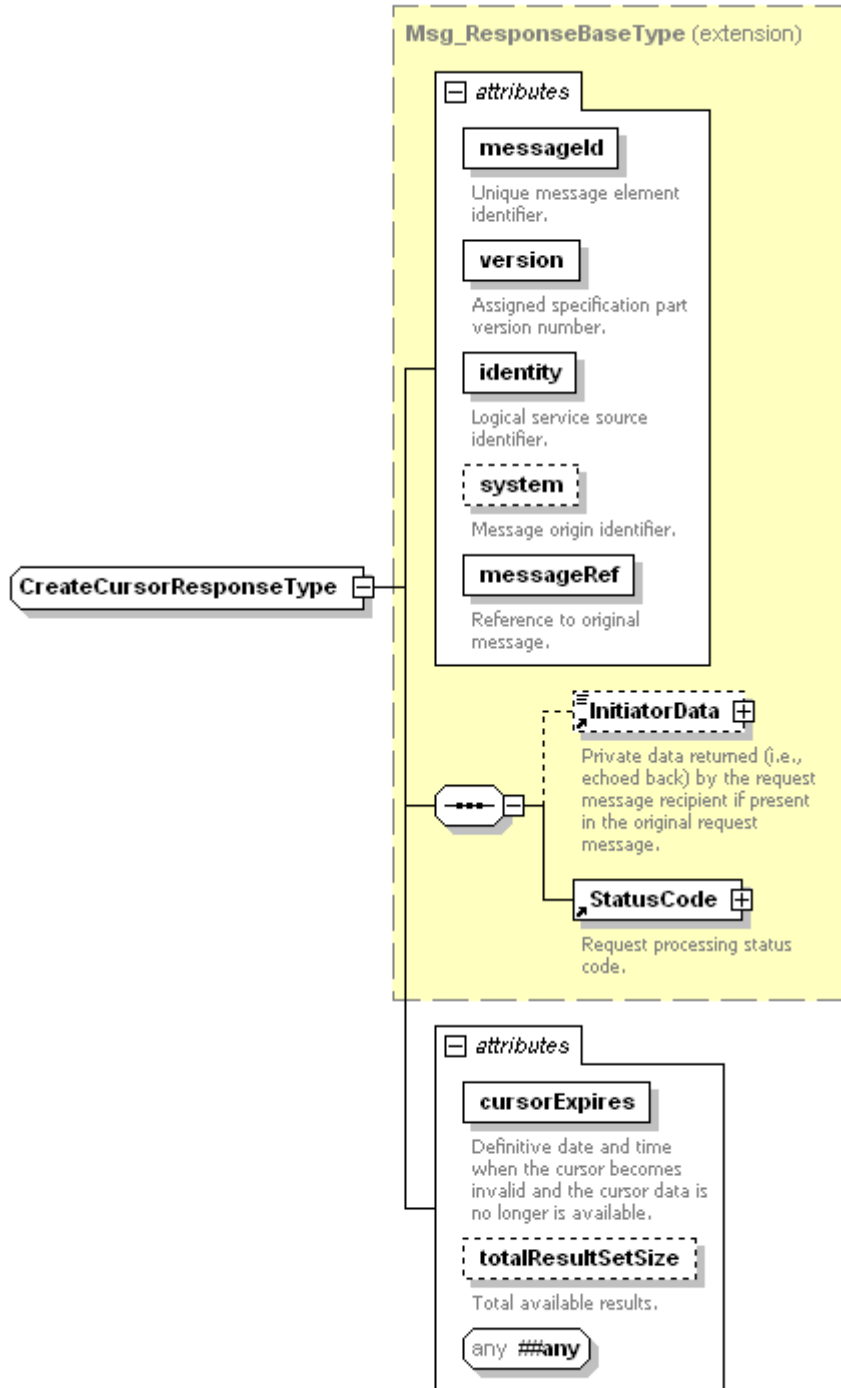 Msg_ResponseBaseType (extension)
attributes
messageId
Unique message element
identifier.
version
Assigned specification part
version number.
identity
Logical service source
identifier.
system
Message origin identifier.
CreateCursorResponseType
messageRef
Reference to original
message.
InitiatorData
Private data returned (i.e.,
echoed back) by the request
message recipient if present
in the original request
message.
StatusCode
Request processing status
code.
attributes
cursorExpires
Definitive date and time
when the cursor becomes
invalid and the cursor data is
no longer is available.
totalResultSetSize
Total available results.
any ##any